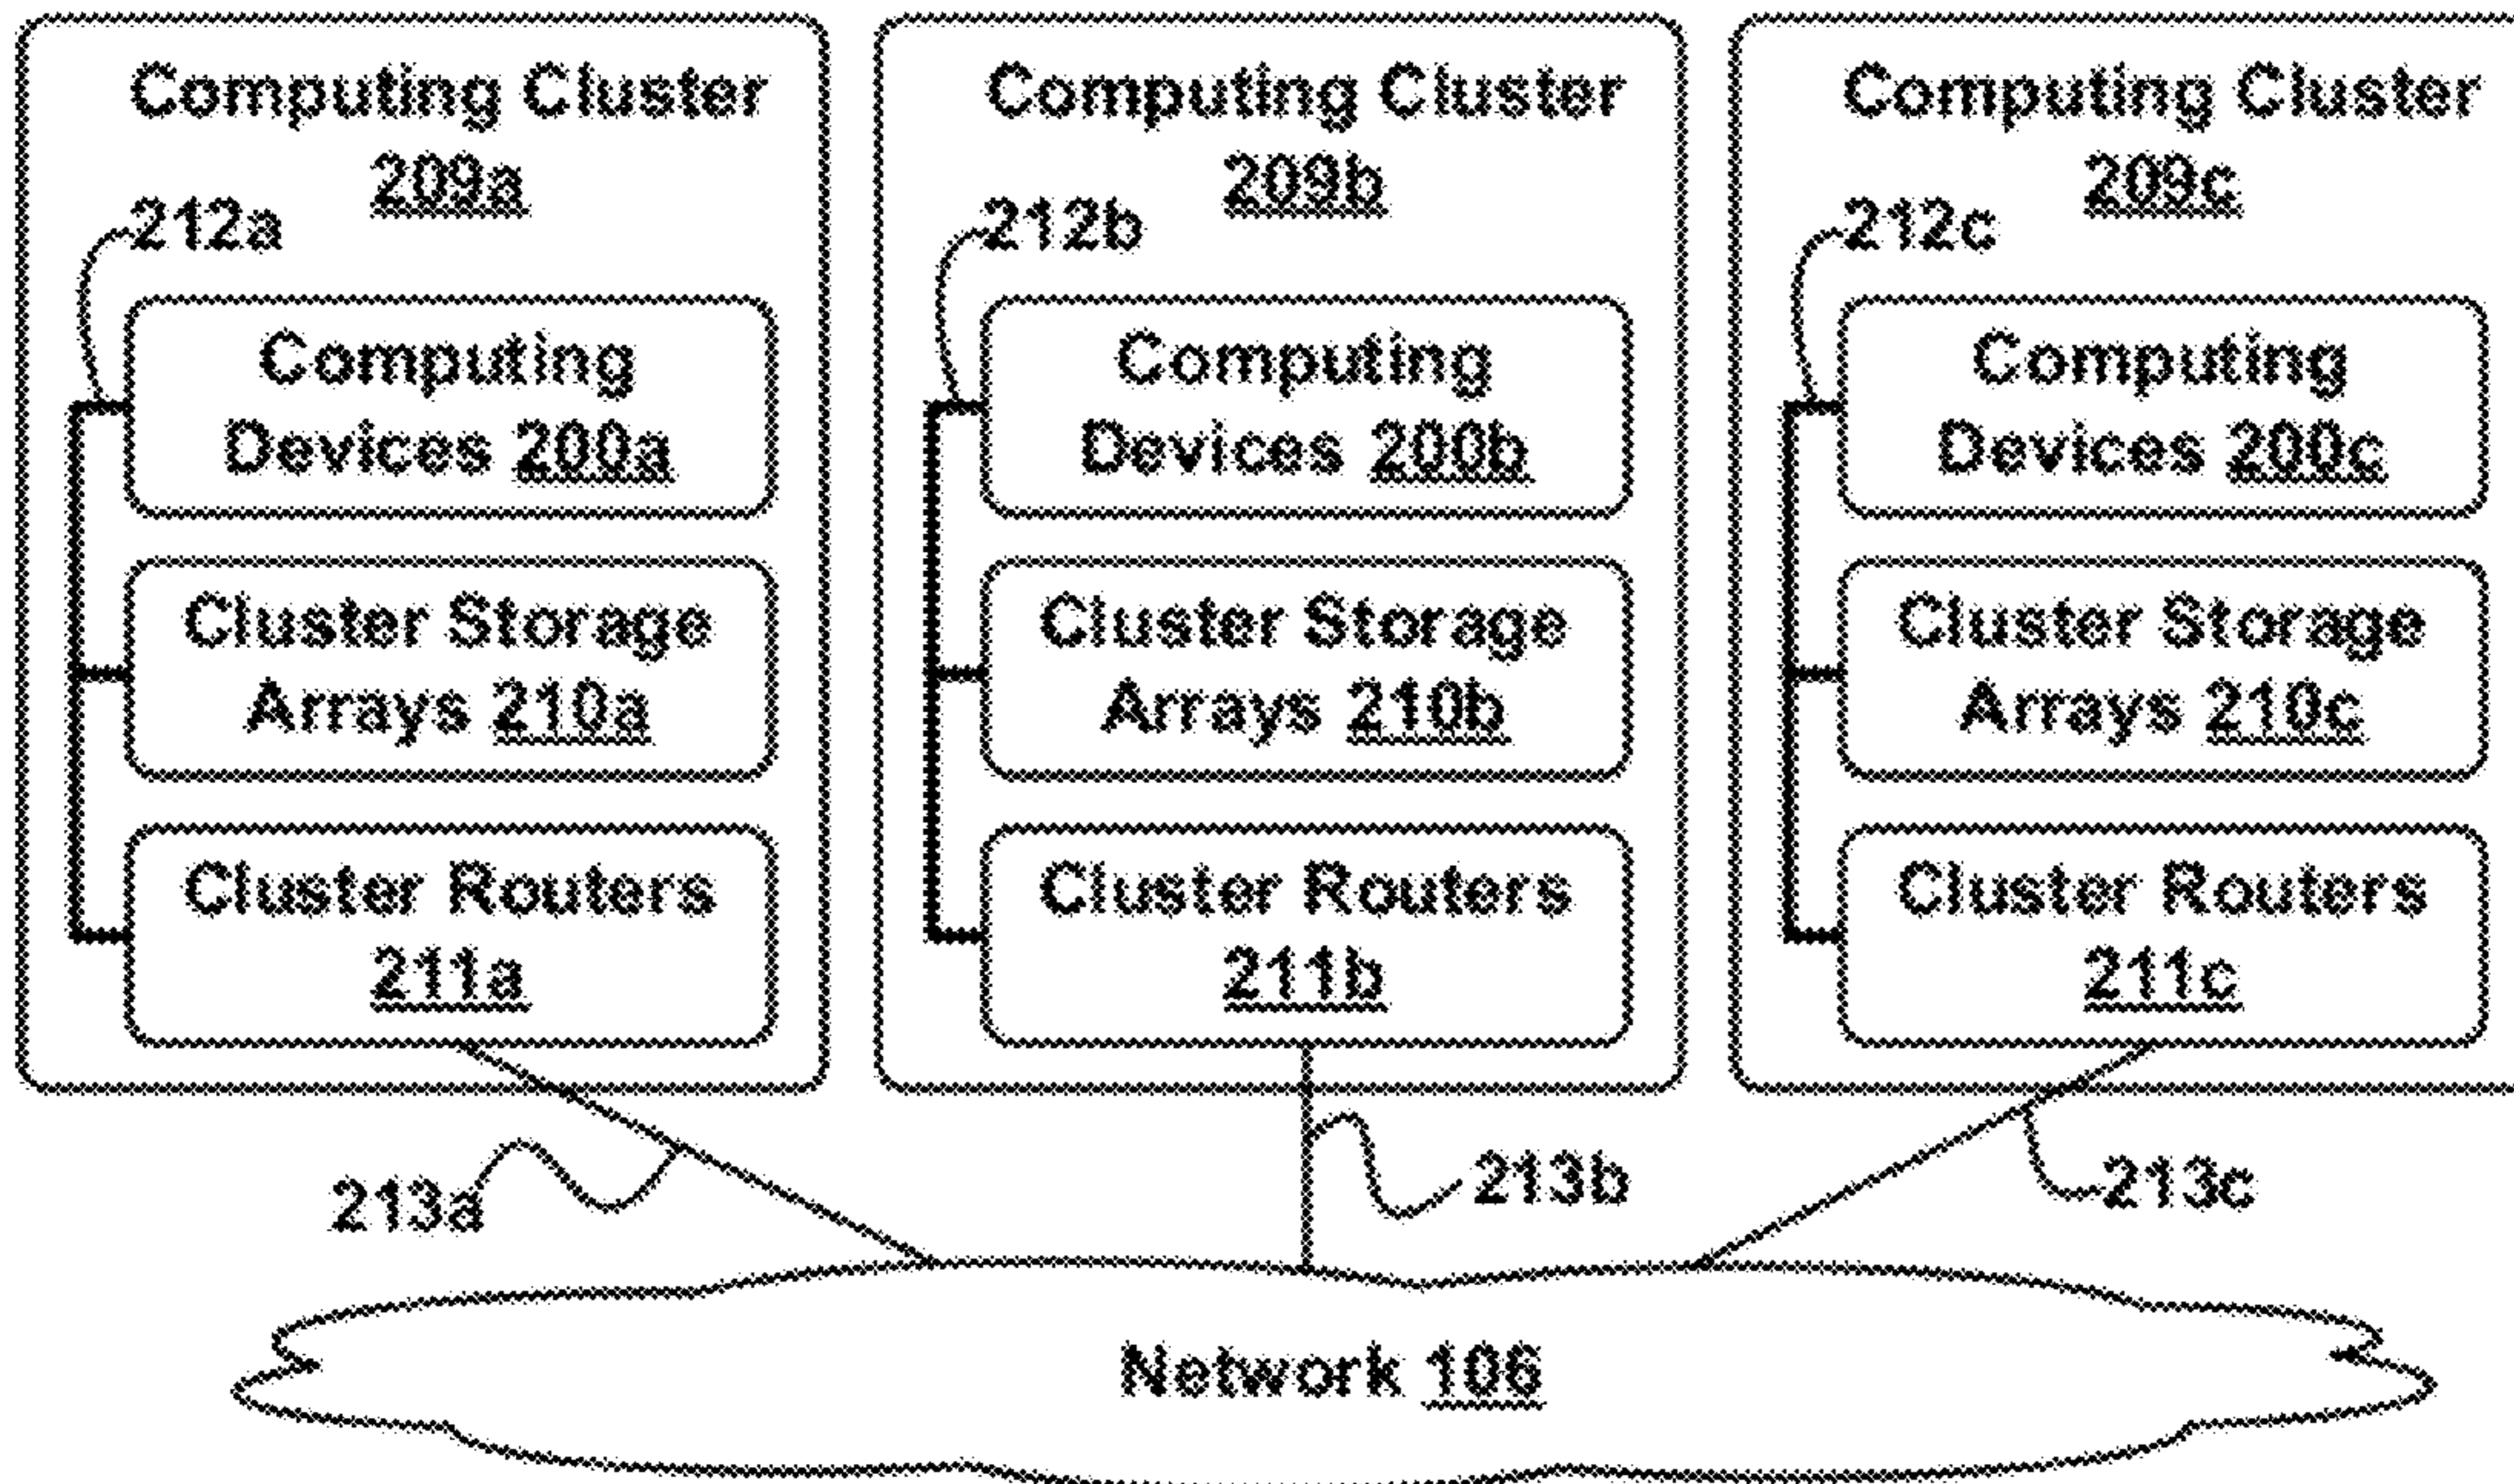 Computing Cluster
209a
212a
Computing
Devices 200a
Cluster Storage
Arrays 210a
Cluster Routers
211a
Computing Cluster
209b
212b
Computing
Devices 200b
Cluster Storage
Arrays 210b
Cluster Routers
211b
Computing Cluster
209c
212c
Computing
Devices 200c
Cluster Storage
Arrays 210c
Cluster Routers
211c
213a
213b
213c
Network 106